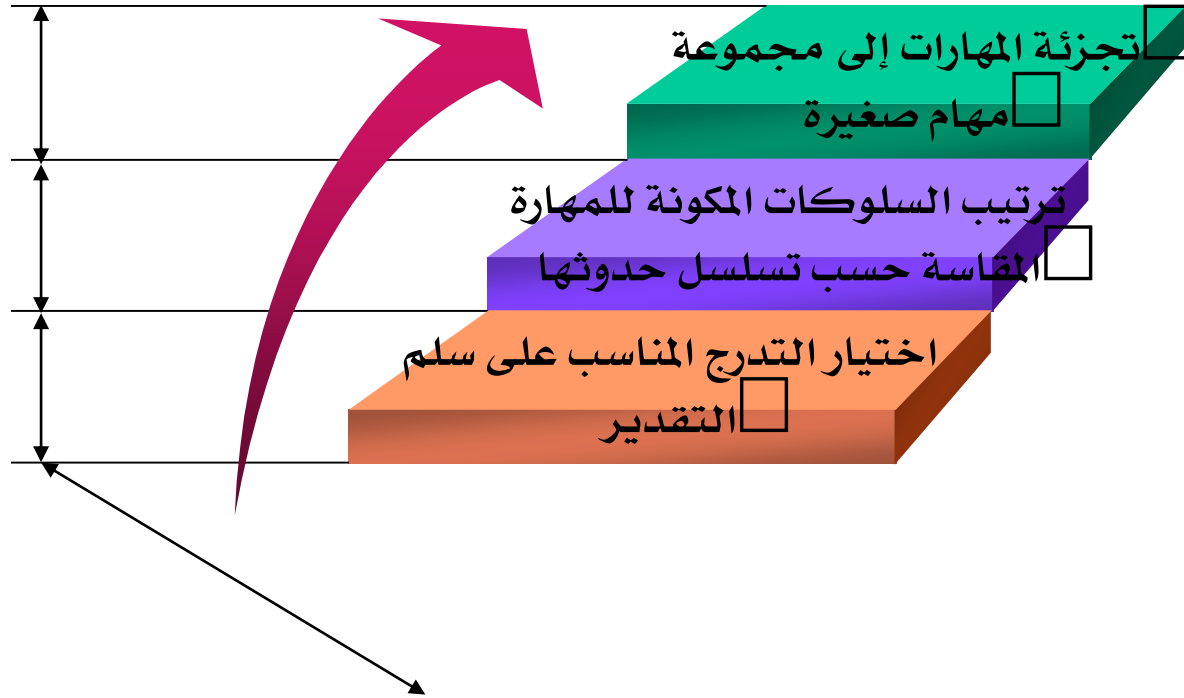 تجزئة المهارات إلى مجموعة
مهام صغيرة
ترتيب السلوكات المكونة للمهارة
المقاسة حسب تسلسل حدوثها
اختيار التدرج المناسب على سلم
التقدير